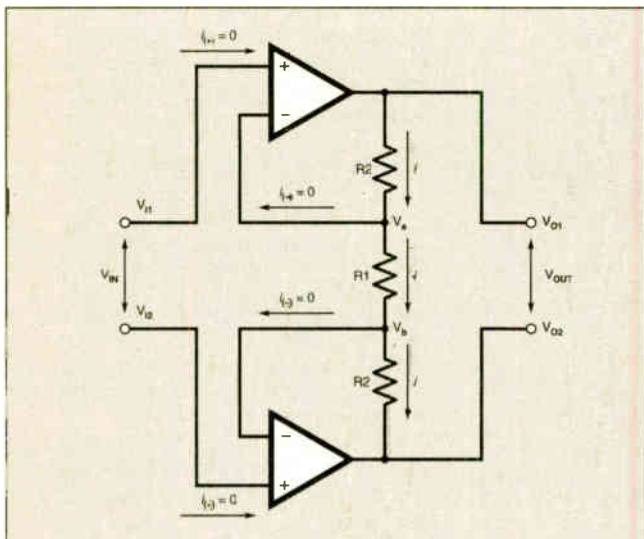 i(+) = 0
+
−
R2
i
i(−) = 0
VI1
Va
VO1
VIN
R1
i
VOUT
i(−) = 0
VI2
Vb
VO2
R2
i
−
+
i(+) = 0